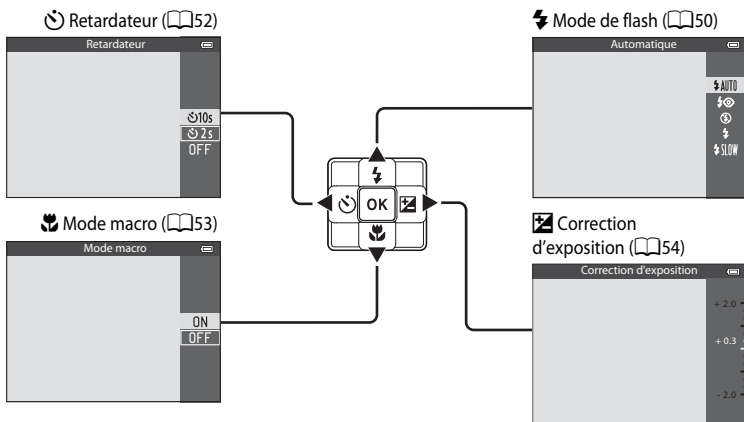 Retardateur (52)
Retardateur
10s
2s
OFF
Mode macro (53)
Mode macro
ON
OFF
OK
Mode de flash (50)
Automatique
AUTO
SLOW
Correction
d'exposition (54)
Correction d'exposition
+ 2.0
+ 0.3
- 2.0